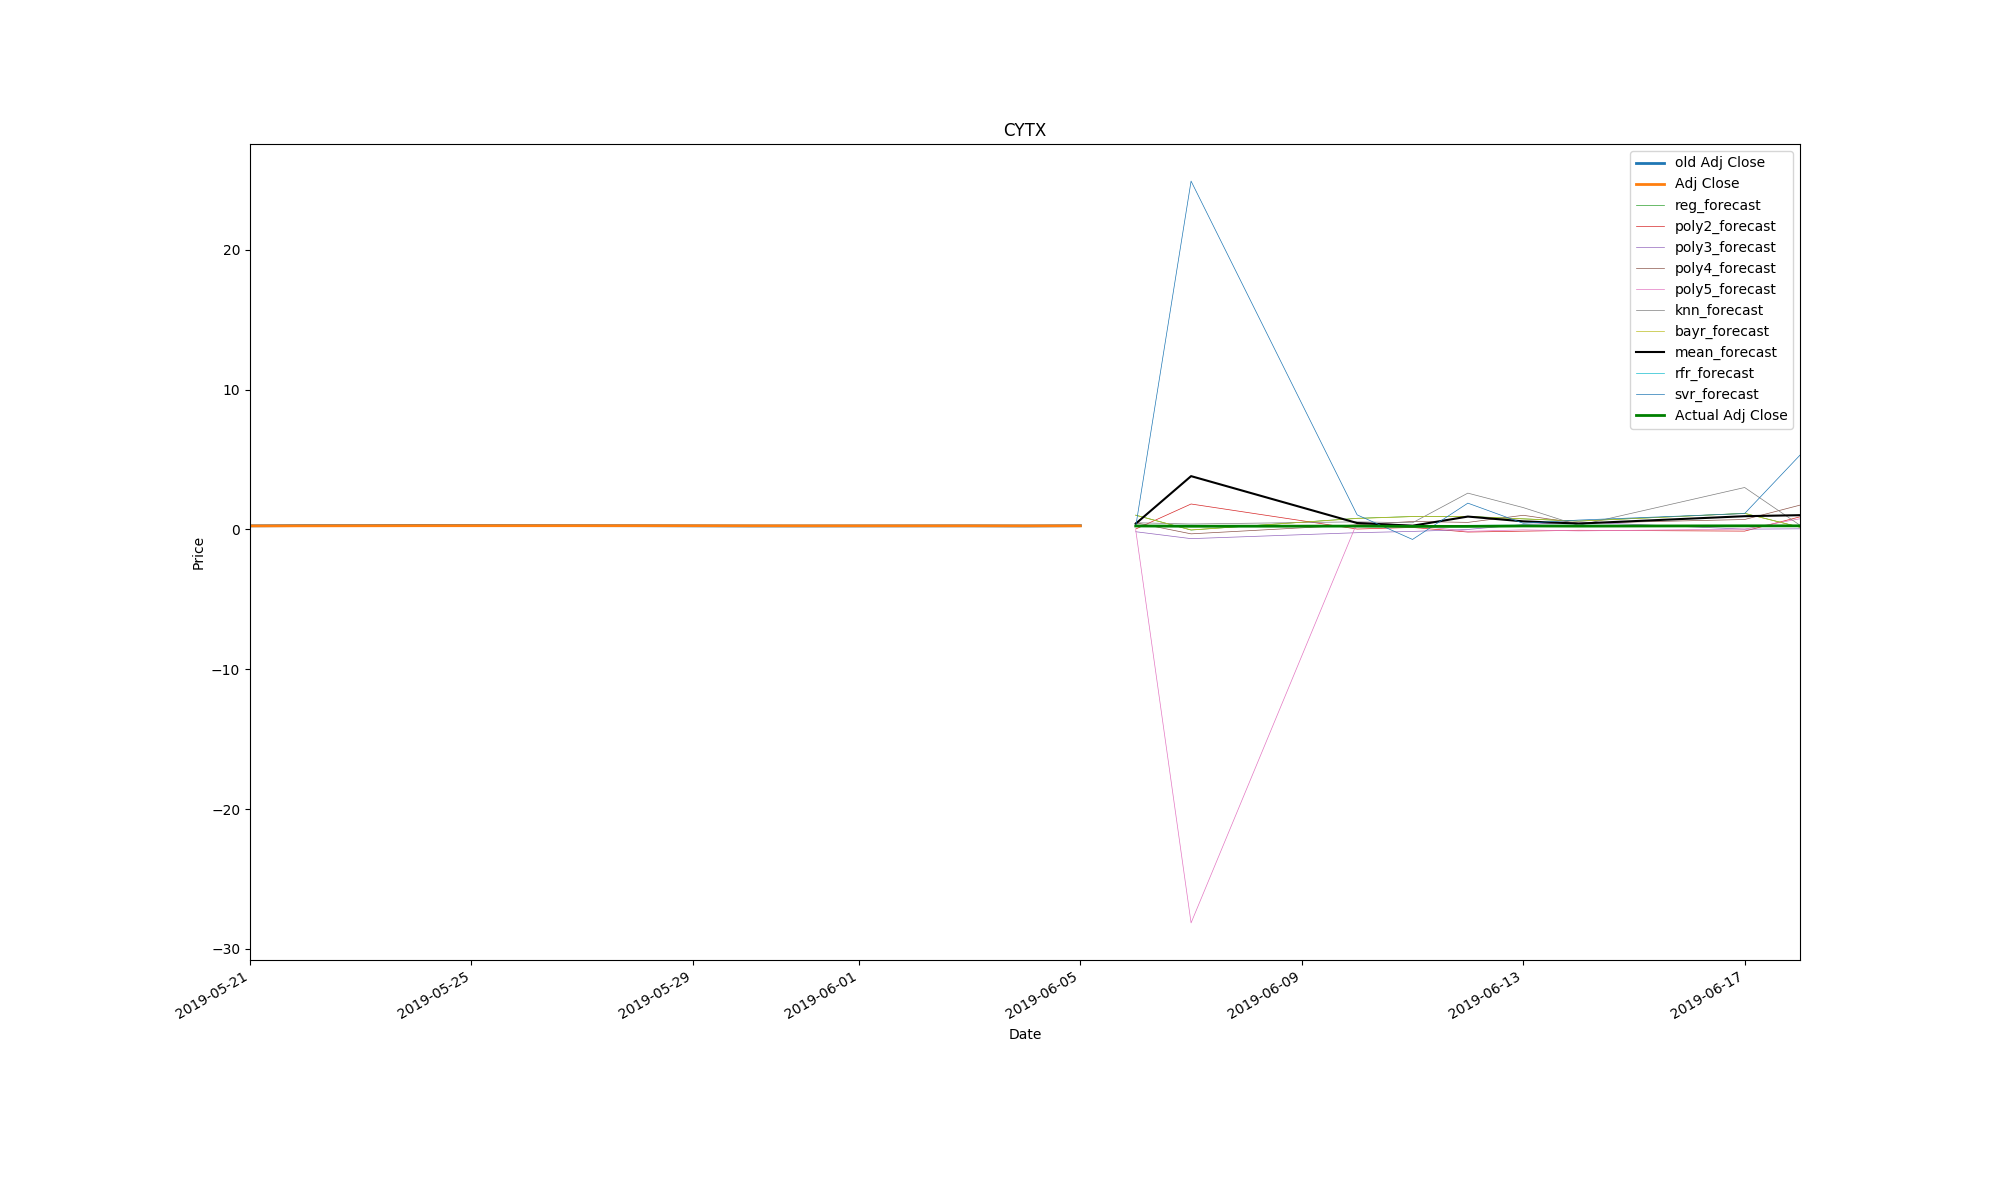 CYTX
old Adj Close
Adj Close
reg_forecast
poly2_forecast
poly3_forecast
poly4_forecast
poly5_forecast
knn_forecast
bayr_forecast
mean_forecast
rfr_forecast
svr_forecast
Actual Adj Close
20
10
0
−10
−20
−30
Price
2019-05-21
2019-05-25
2019-05-29
2019-06-01
2019-06-05
2019-06-09
2019-06-13
2019-06-17
Date